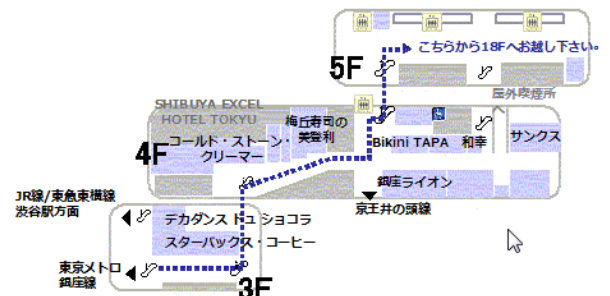 こちらから18Fへお越し下さい。
5F
屋外喫煙所
SHIBUYA EXCEL
HOTEL TOKYU
梅丘寿司の
美登利
コールド・ストーン・
クリーマー
Bikini TAPA 和幸
サンクス
4F
銀座ライオン
京王井の頭線
JR線/東急東横線
渋谷駅方面
デカダンス ドュ ショコラ
スターバックス・コーヒー
東京メトロ
銀座線
3F